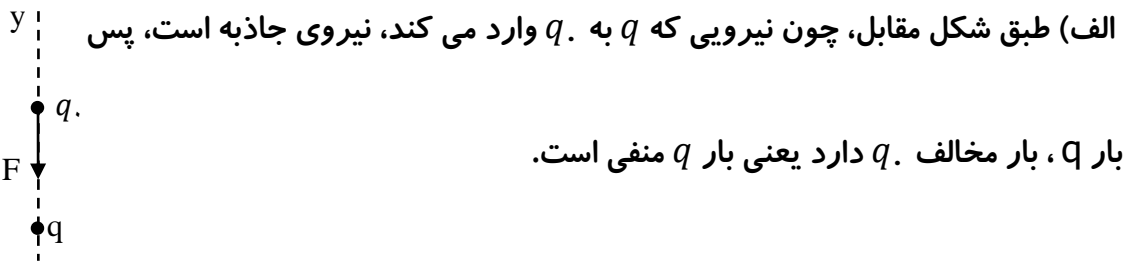 y
الف) طبق شکل مقابل، چون نیرویی که q به q. وارد می کند، نیروی جاذبه است، پس
q.
بار q ، بار مخالف q. دارد یعنی بار q منفی است.
F
q